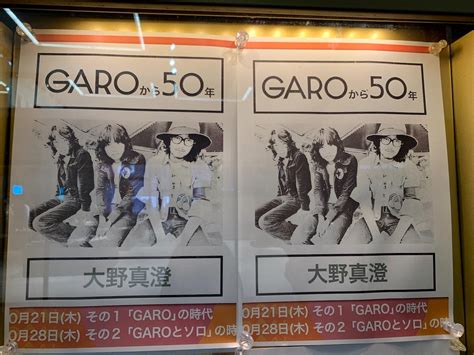 GAROから50年
大野真澄
0月21日(木) その1 「GARO」の時代
0月28日(木) その2 「GAROとソロ」の時
GAROから50年
大野真澄
0月21日(木) その1 「GARO」の時代
0月28日(木) その2 「GAROとソロ」の時